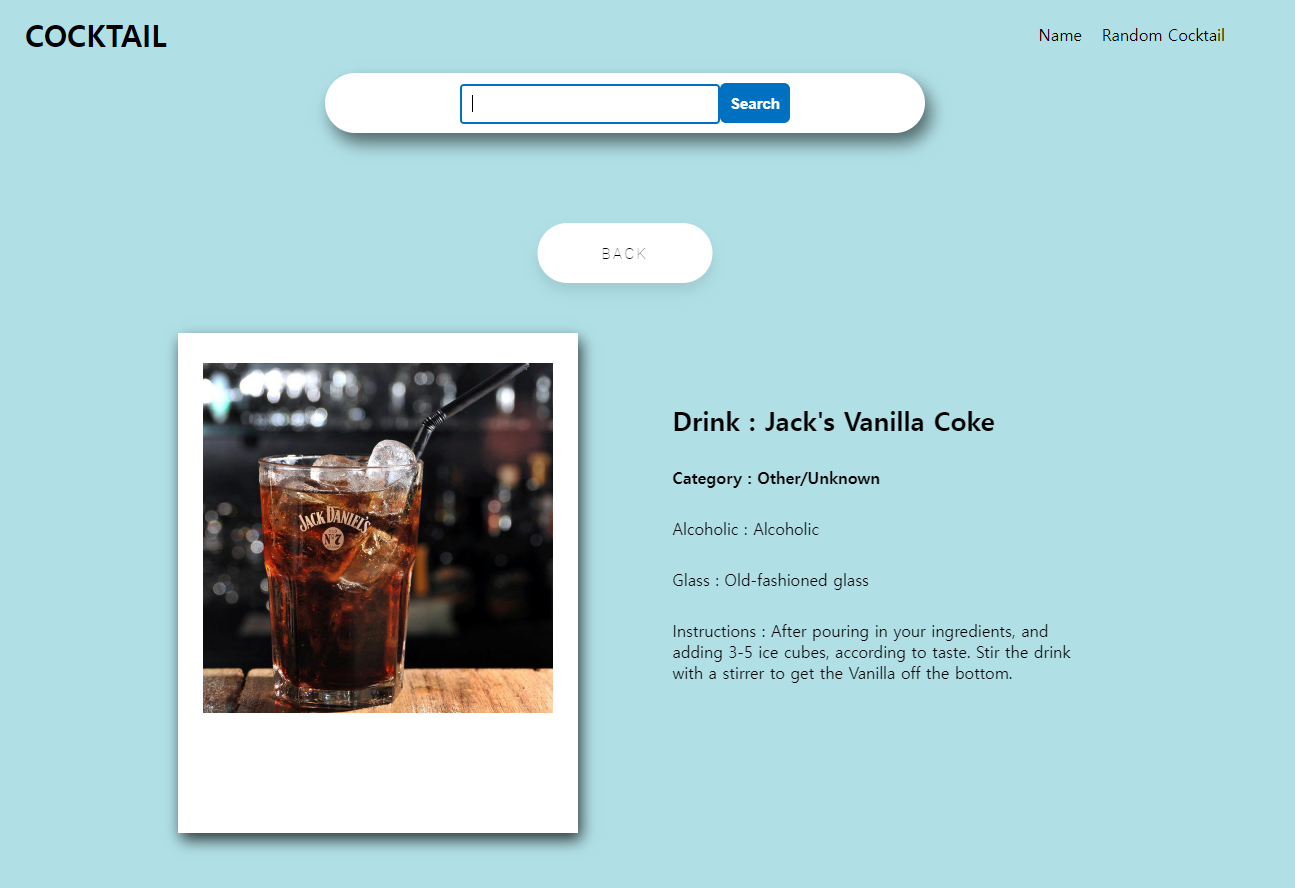 COCKTAIL
Name Random Cocktail
Search
BACK
JACK DANIEL'S
Nº7
Drink : Jack's Vanilla Coke
Category : Other/Unknown
Alcoholic : Alcoholic
Glass : Old-fashioned glass
Instructions : After pouring in your ingredients, and
adding 3-5 ice cubes, according to taste. Stir the drink
with a stirrer to get the Vanilla off the bottom.